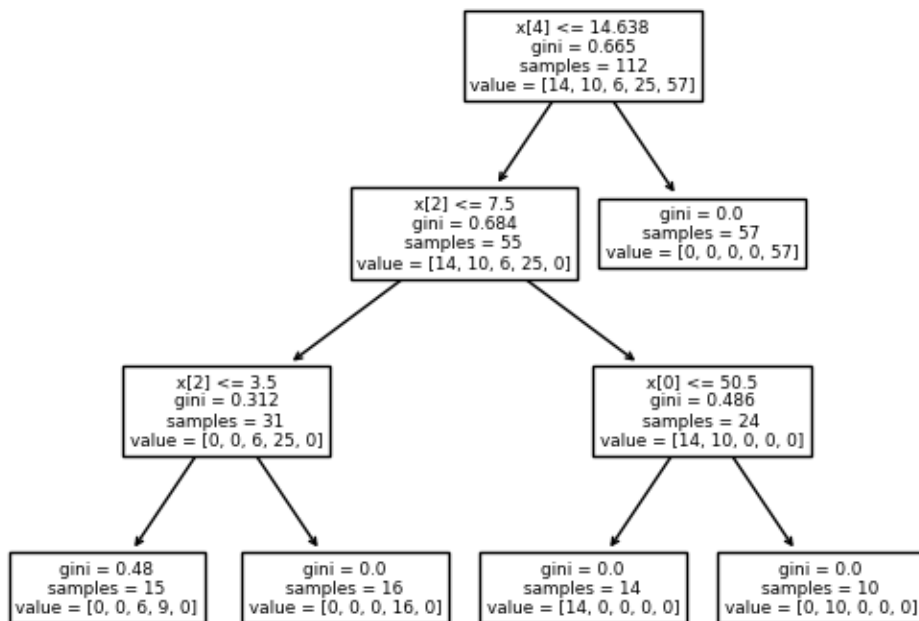 x[4] <= 14.638
gini = 0.665
samples = 112
value = [14, 10, 6, 25, 57]
x[2] <= 7.5
gini = 0.684
samples = 55
value = [14, 10, 6, 25, 0]
gini = 0.0
samples = 57
value = [0, 0, 0, 0, 57]
x[2] <= 3.5
gini = 0.312
samples = 31
value = [0, 0, 6, 25, 0]
x[0] <= 50.5
gini = 0.486
samples = 24
value = [14, 10, 0, 0, 0]
gini = 0.48
samples = 15
value = [0, 0, 6, 9, 0]
gini = 0.0
samples = 16
value = [0, 0, 0, 16, 0]
gini = 0.0
samples = 14
value = [14, 0, 0, 0, 0]
gini = 0.0
samples = 10
value = [0, 10, 0, 0, 0]